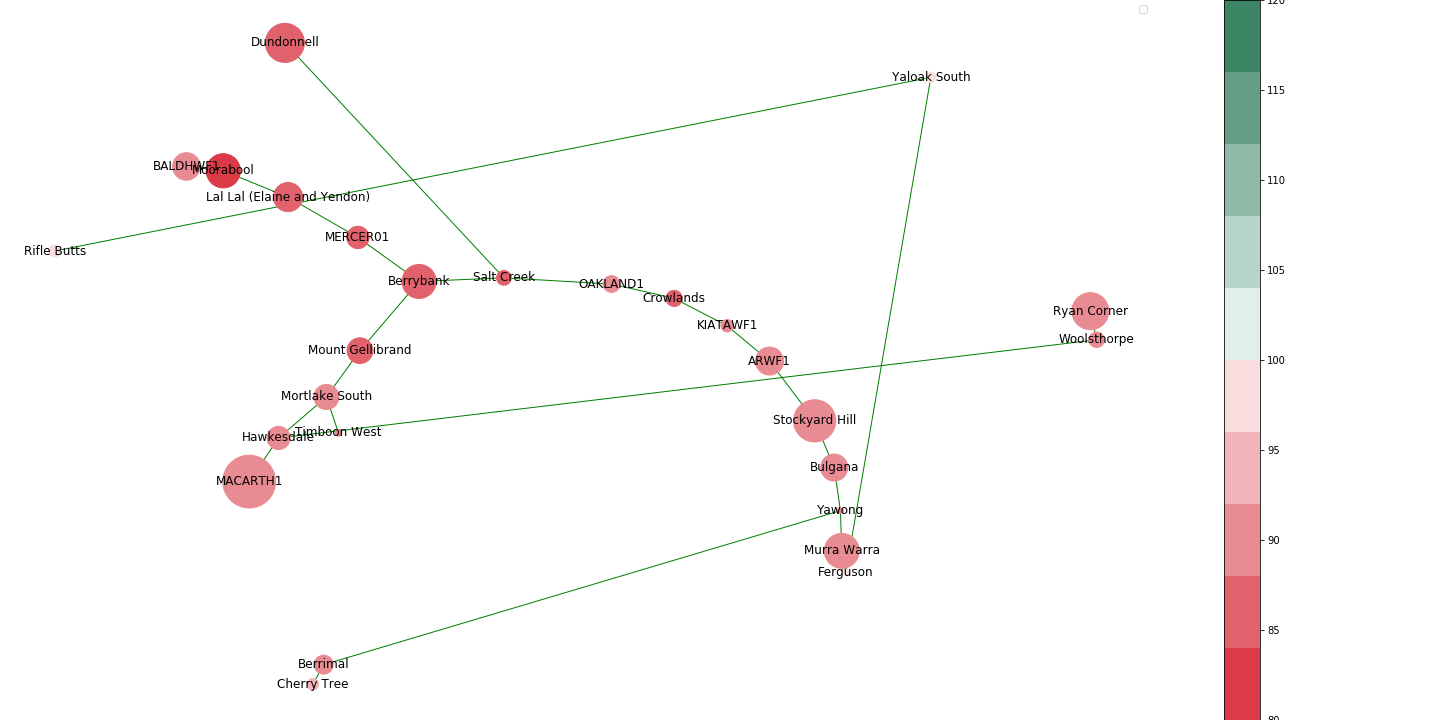 120
Dundonnell
Yaloak South
115
BALDHWF1
Moorabool
110
Lal Lal (Elaine and Yendon)
MERCER01
Rifle Butts
105
Salt Creek
Berrybank
OAKLAND1
Crowlands
Ryan Corner
KIATAWF1
Woolsthorpe
Mount Gellibrand
100
ARWF1
Mortlake South
Stockyard Hill
Timboon West
Hawkesdale
95
Bulgana
MACARTH1
Yawong
90
Murra Warra
Ferguson
85
Berrimal
Cherry Tree
80